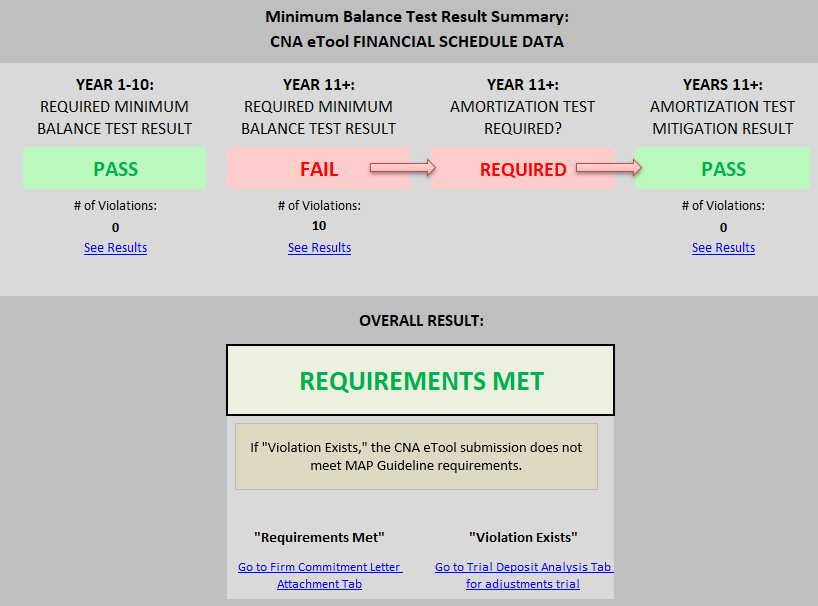 Minimum Balance Test Result Summary:
CNA eTool FINANCIAL SCHEDULE DATA
YEAR 1-10:
REQUIRED MINIMUM
BALANCE TEST RESULT
PASS
# of Violations:
0
See Results
YEAR 11+:
REQUIRED MINIMUM
BALANCE TEST RESULT
FAIL
# of Violations:
10
See Results
YEAR 11+:
AMORTIZATION TEST
REQUIRED?
REQUIRED
YEARS 11+:
AMORTIZATION TEST
MITIGATION RESULT
PASS
# of Violations:
0
See Results
OVERALL RESULT:
REQUIREMENTS MET
If "Violation Exists," the CNA eTool submission does not
meet MAP Guideline requirements.
"Requirements Met"
Go to Firm Commitment Letter
Attachment Tab
"Violation Exists"
Go to Trial Deposit Analysis Tab
for adjustments trial